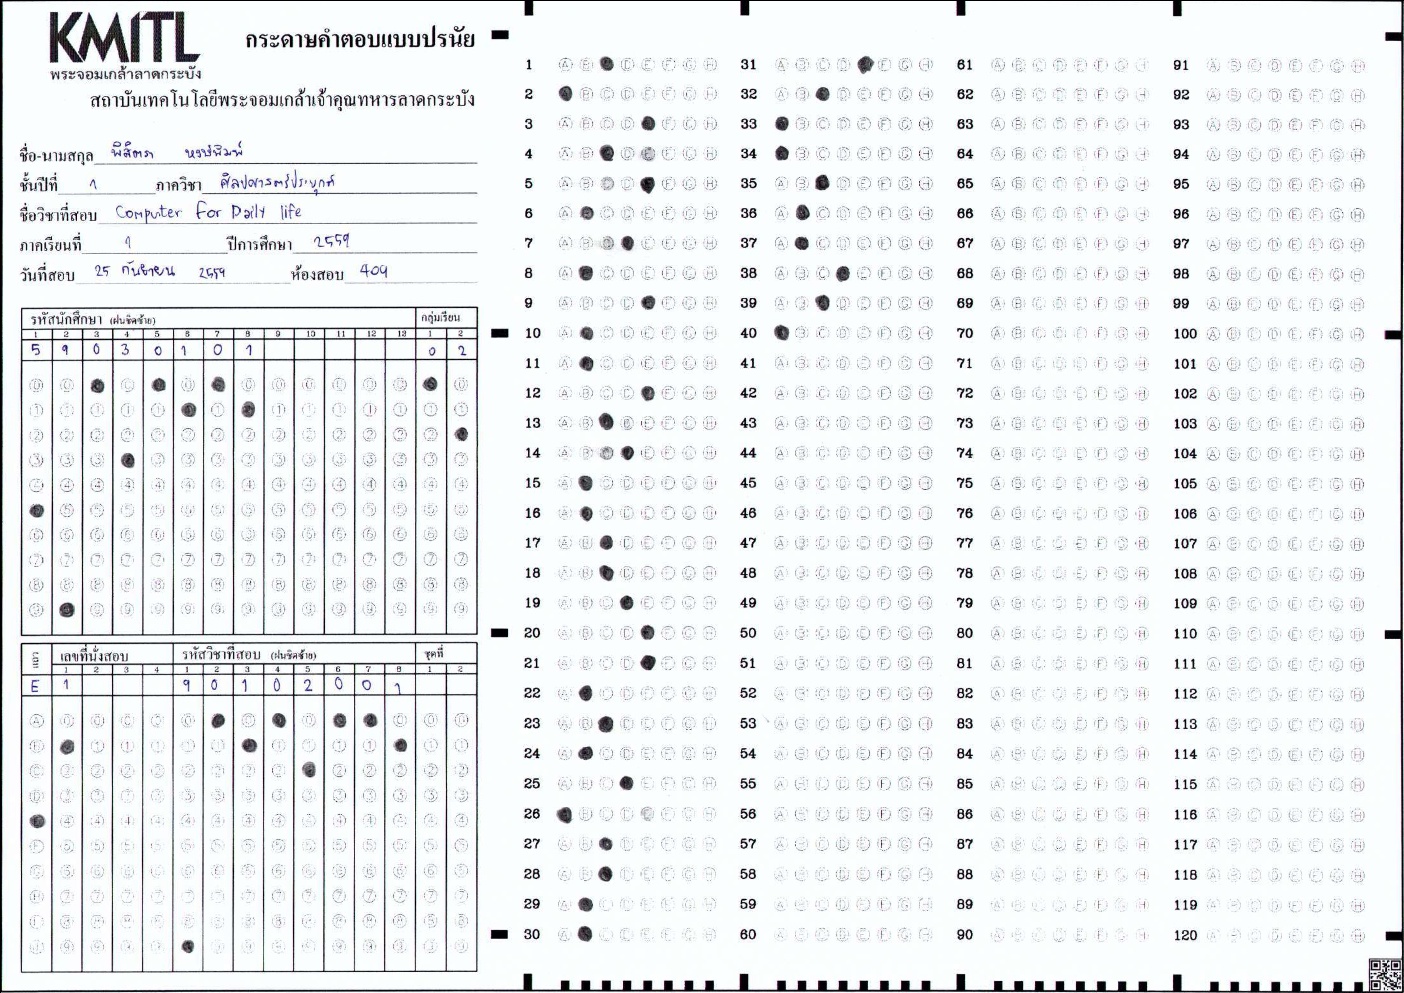 KMITL
พระจอมเกล้าลาดกระบัง
กระดาษคำตอบแบบปรนัย
สถาบันเทคโนโลยีพระจอมเกล้าเจ้าคุณทหารลาดกระบัง
ชื่อ-นามสกุล
ชั้นปีที่ 1 ภาควิชา ศิลปศาสตร์ประยุกต์
ชื่อวิชาที่สอบ Computer For Daily life
ภาคเรียนที่ 1 ปีการศึกษา 2559
วันที่สอบ 25 กันยายน 2559 ห้องสอบ 409
รหัสนักศึกษา (ฝนชิดซ้าย) กลุ่มเรียน
1 2 3 4 5 6 7 8 9 10 11 12 13 1 2
5 9 0 3 0 1 0 1 0 2
แถว เลขที่นั่งสอบ รหัสวิชาที่สอบ (ฝนชิดซ้าย) ชุดที่
1 2 3 4 1 2 3 4 5 6 7 8 1 2
E 1 9 0 1 0 2 0 0 1
1 31 61 91
2 32 62 92
3 33 63 93
4 34 64 94
5 35 65 95
6 36 66 96
7 37 67 97
8 38 68 98
9 39 69 99
10 40 70 100
11 41 71 101
12 42 72 102
13 43 73 103
14 44 74 104
15 45 75 105
16 46 76 106
17 47 77 107
18 48 78 108
19 49 79 109
20 50 80 110
21 51 81 111
22 52 82 112
23 53 83 113
24 54 84 114
25 55 85 115
26 56 86 116
27 57 87 117
28 58 88 118
29 59 89 119
30 60 90 120